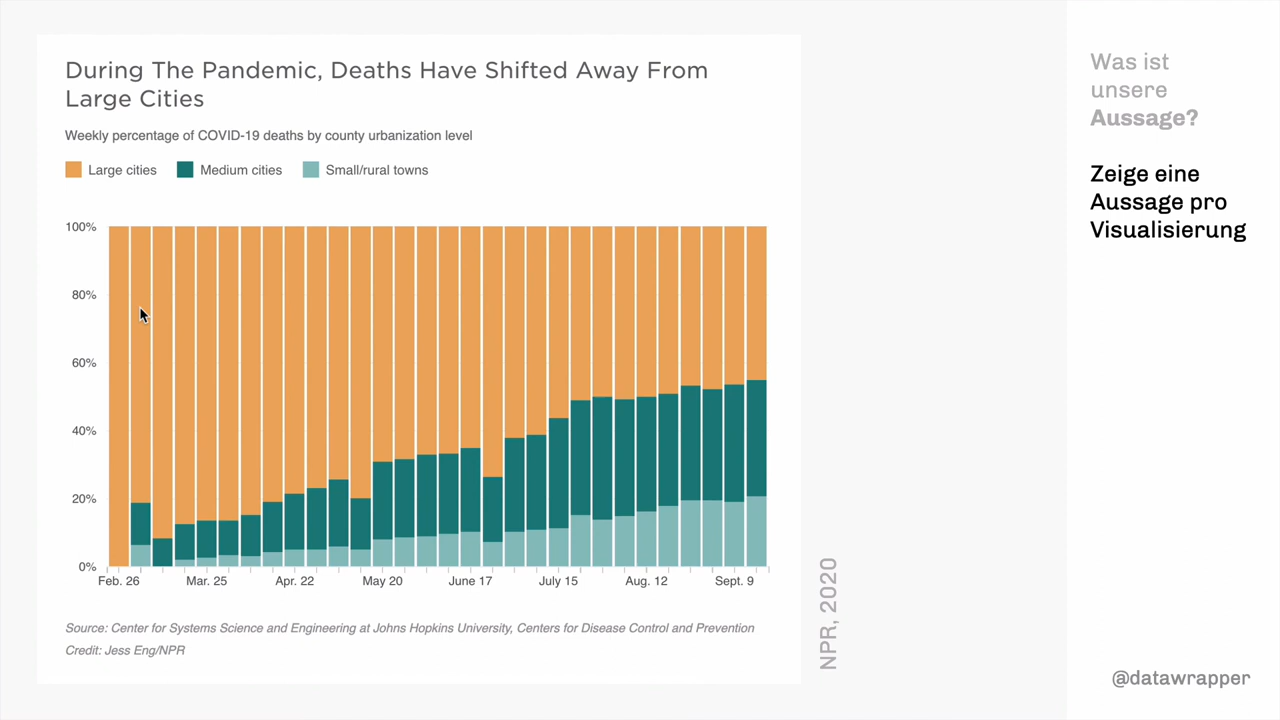 During The Pandemic, Deaths Have Shifted Away From
Large Cities
Weekly percentage of COVID-19 deaths by county urbanization level
Large cities
Medium cities
Small/rural towns
100%
80%
60%
40%
20%
0%
Feb. 26
Mar. 25
Apr. 22
May 20
June 17
July 15
Aug. 12
Sept. 9
Source: Center for Systems Science and Engineering at Johns Hopkins University, Centers for Disease Control and Prevention
Credit: Jess Eng/NPR
NPR, 2020
Was ist
unsere
Aussage?
Zeige eine
Aussage pro
Visualisierung
@datawrapper